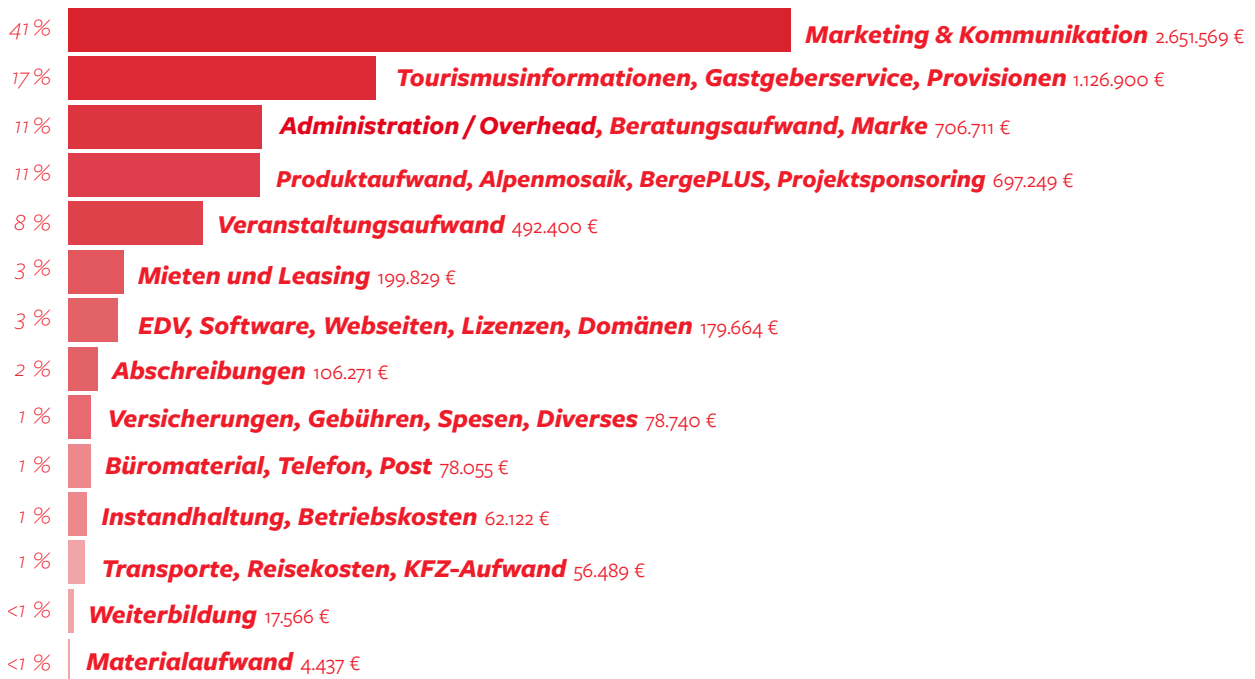 41 % Marketing & Kommunikation 2.651.569 €
17 % Tourismusinformationen, Gastgeberservice, Provisionen 1.126.900 €
11 % Administration / Overhead, Beratungsaufwand, Marke 706.711 €
11 % Produktaufwand, Alpenmosaik, BergePLUS, Projektsponsoring 697.249 €
8 % Veranstaltungsaufwand 492.400 €
3 % Mieten und Leasing 199.829 €
3 % EDV, Software, Webseiten, Lizenzen, Domänen 179.664 €
2 % Abschreibungen 106.271 €
1 % Versicherungen, Gebühren, Spesen, Diverses 78.740 €
1 % Büromaterial, Telefon, Post 78.055 €
1 % Instandhaltung, Betriebskosten 62.122 €
1 % Transporte, Reisekosten, KFZ-Aufwand 56.489 €
<1 % Weiterbildung 17.566 €
<1 % Materialaufwand 4.437 €